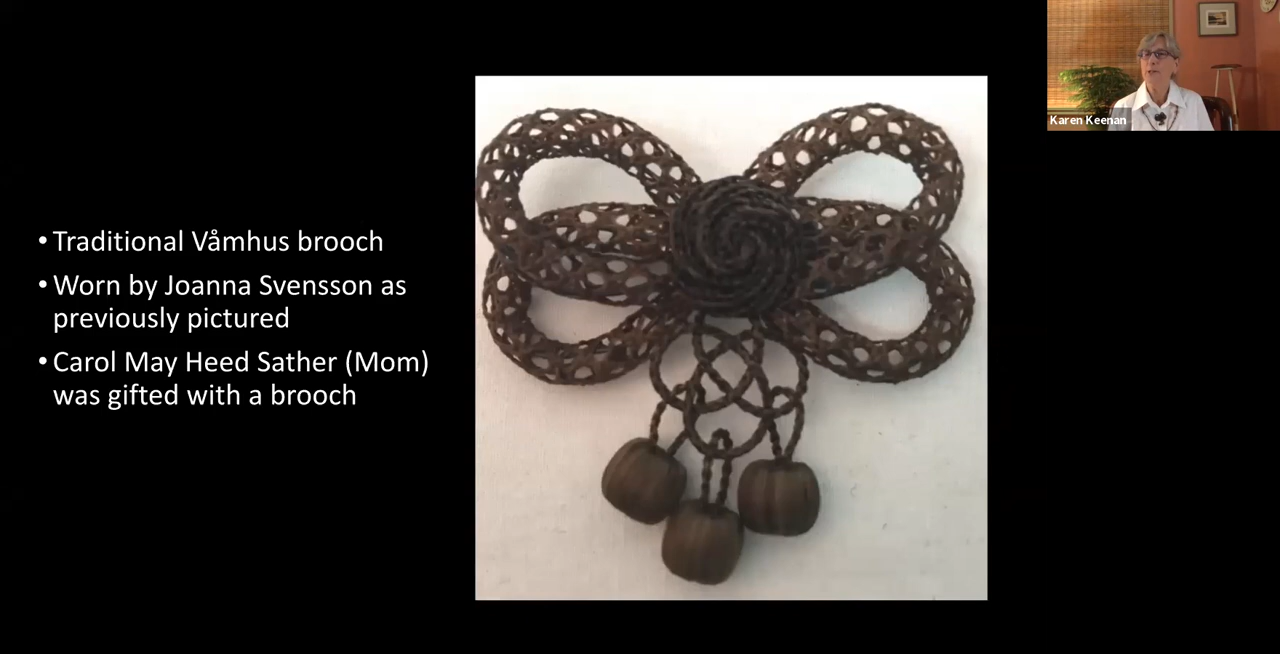 • Traditional Våmhus brooch
• Worn by Joanna Svensson as
previously pictured
• Carol May Heed Sather (Mom)
was gifted with a brooch
Karen Keenan